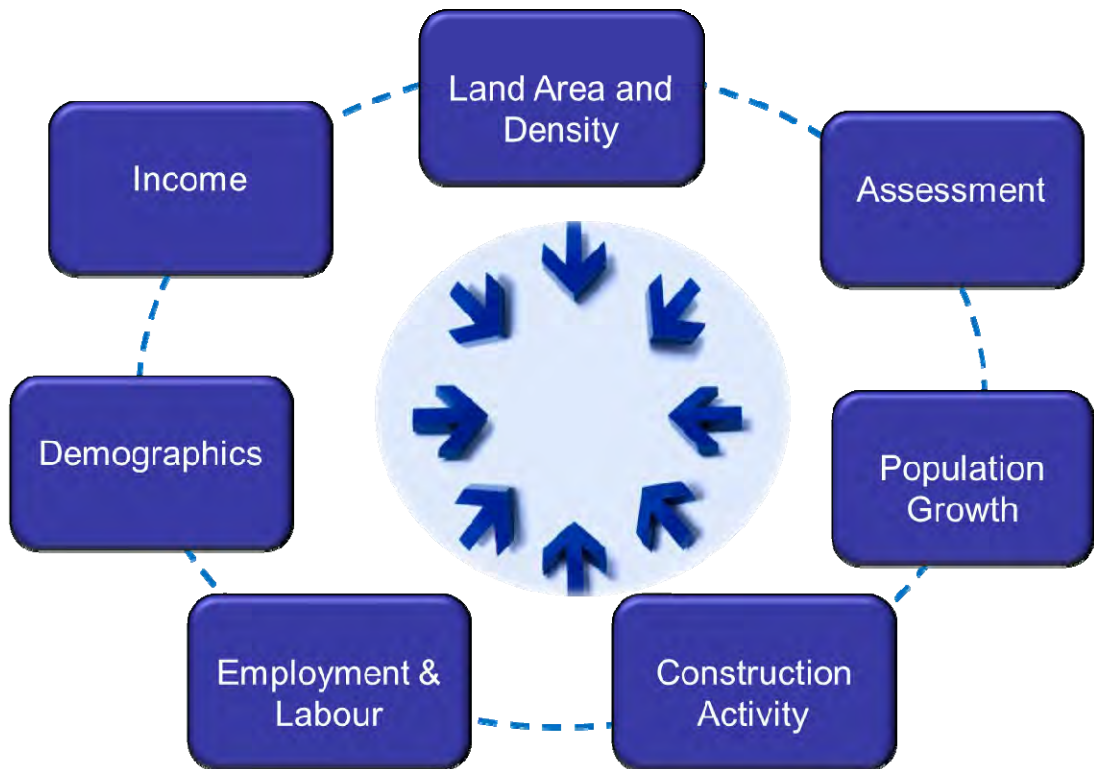 Land Area and
Density
Assessment
Population
Growth
Construction
Activity
Employment &
Labour
Demographics
Income